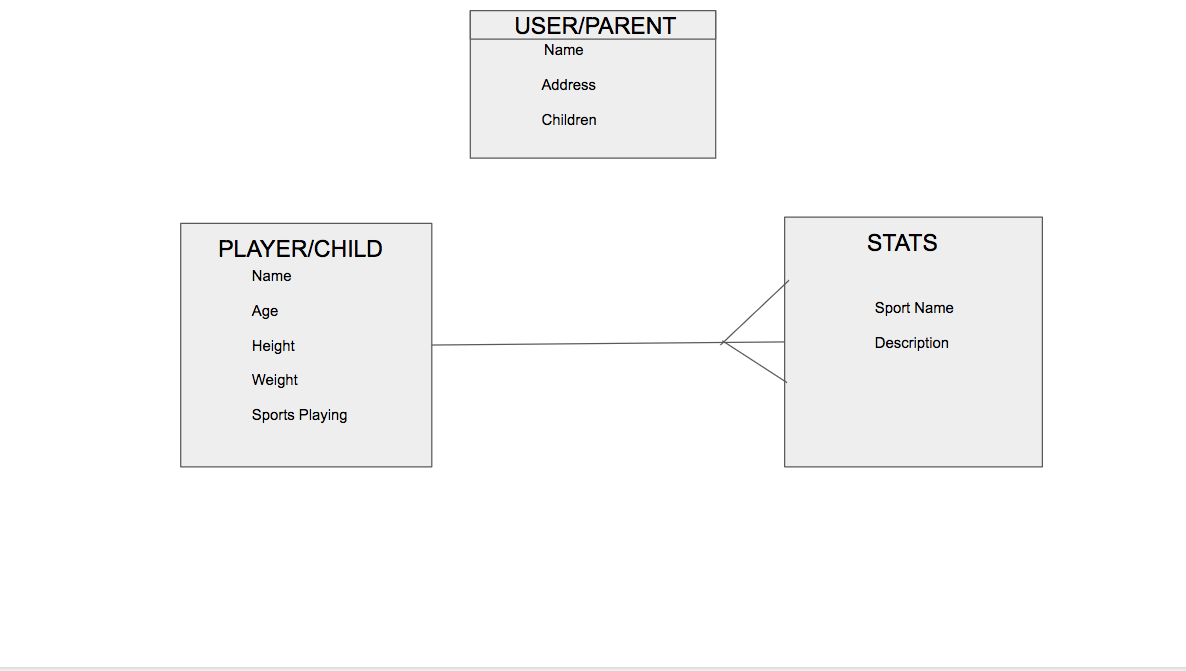 USER/PARENT
Name
Address
Children
PLAYER/CHILD
Name
Age
Height
Weight
Sports Playing
STATS
Sport Name
Description